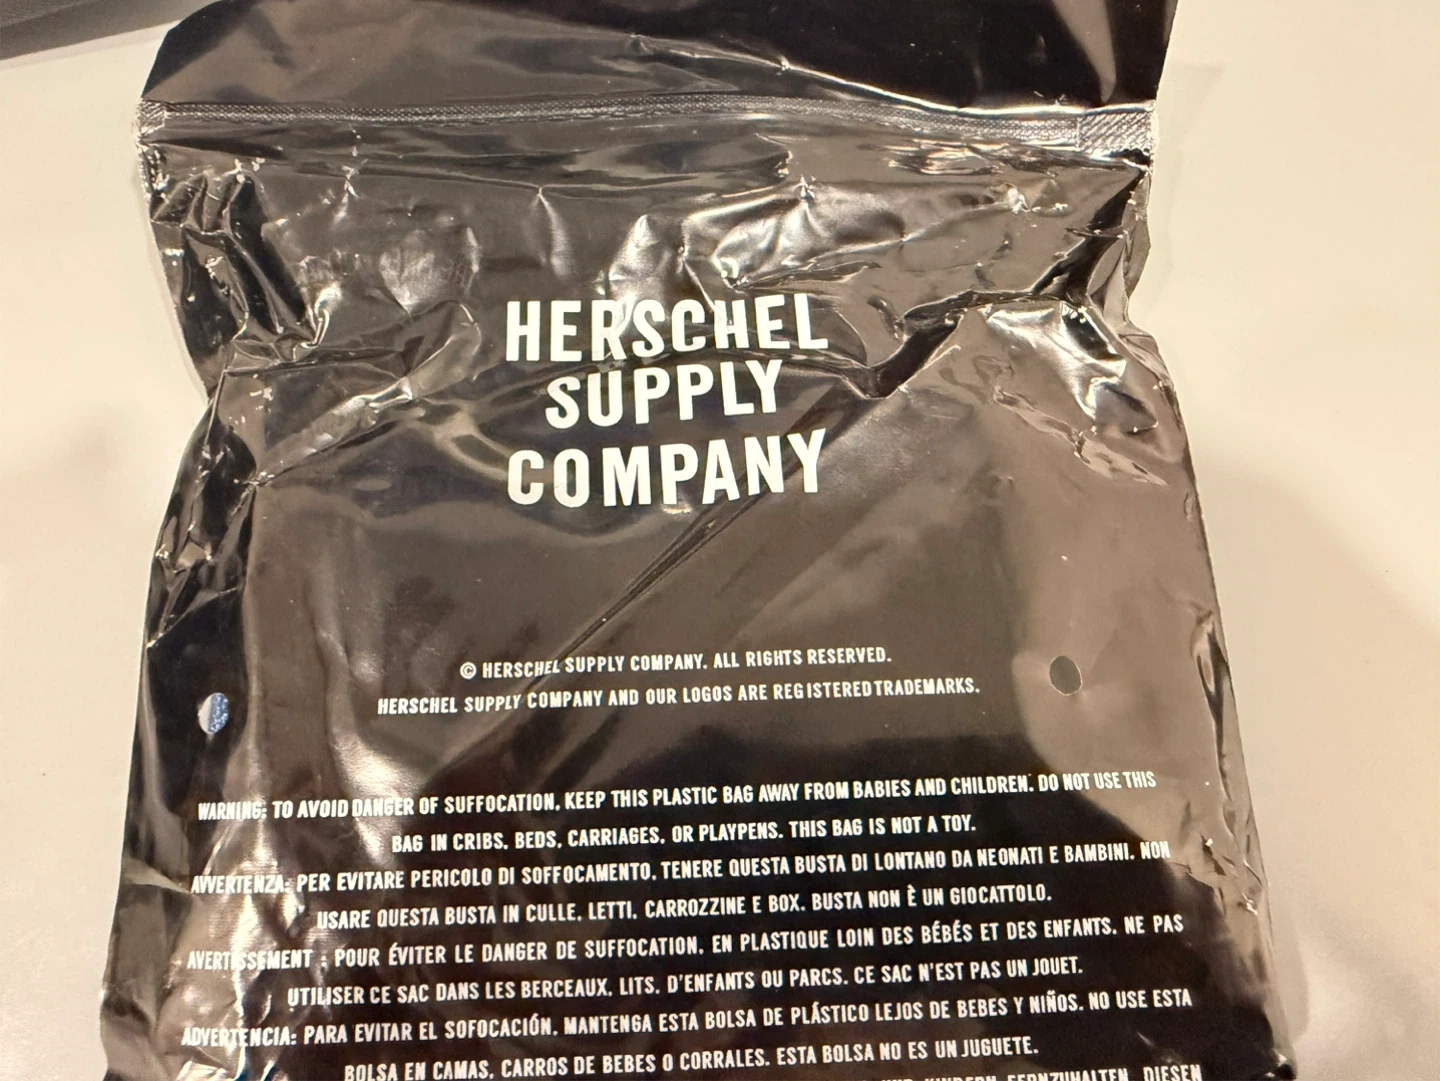 HERSCHEL
SUPPLY
COMPANY
© HERSCHEL SUPPLY COMPANY. ALL RIGHTS RESERVED.
HERSCHEL SUPPLY COMPANY AND OUR LOGOS ARE REGISTERED TRADEMARKS.
WARNING: TO AVOID DANGER OF SUFFOCATION, KEEP THIS PLASTIC BAG AWAY FROM BABIES AND CHILDREN. DO NOT USE THIS
BAG IN CRIBS, BEDS, CARRIAGES, OR PLAYPENS. THIS BAG IS NOT A TOY.
AVVERTENZA: PER EVITARE PERICOLO DI SOFFOCAMENTO, TENERE QUESTA BUSTA DI LONTANO DA NEONATI E BAMBINI. NON
USARE QUESTA BUSTA IN CULLE, LETTI, CARROZZINE E BOX. BUSTA NON È UN GIOCATTOLO.
AVERTISSEMENT : POUR ÉVITER LE DANGER DE SUFFOCATION, EN PLASTIQUE LOIN DES BÉBÉS ET DES ENFANTS. NE PAS
UTILISER CE SAC DANS LES BERCEAUX, LITS, D'ENFANTS OU PARCS. CE SAC N'EST PAS UN JOUET.
ADVERTENCIA: PARA EVITAR EL SOFOCACIÓN, MANTENGA ESTA BOLSA DE PLÁSTICO LEJOS DE BEBES Y NIÑOS. NO USE ESTA
BOLSA EN CAMAS, CARROS DE BEBES O CORRALES. ESTA BOLSA NO ES UN JUGUETE.
KINDERN FERNZUHALTEN. DIESEN